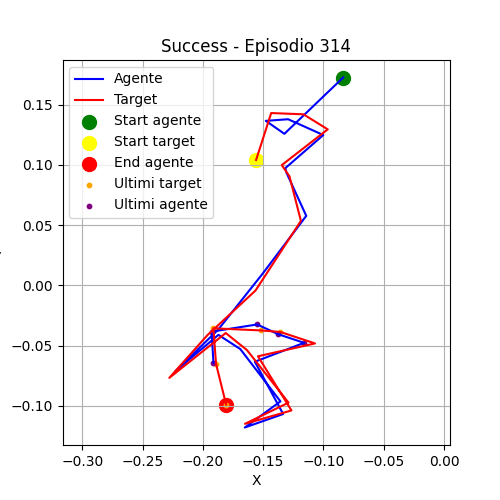 Success - Episodio 314
Agente
Target
Start agente
Start target
End agente
Ultimi target
Ultimi agente
0.15
0.10
0.05
0.00
−0.05
−0.10
−0.30
−0.25
−0.20
−0.15
−0.10
−0.05
0.00
X